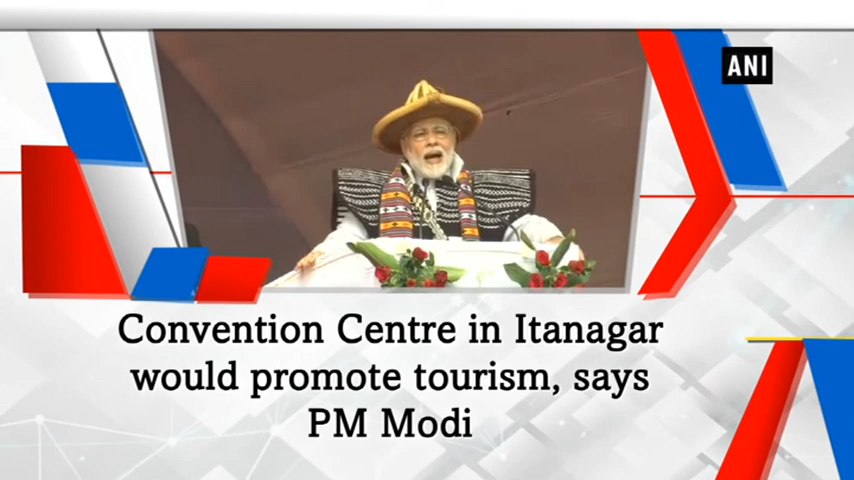 ANI
Convention Centre in Itanagar
would promote tourism, says
PM Modi